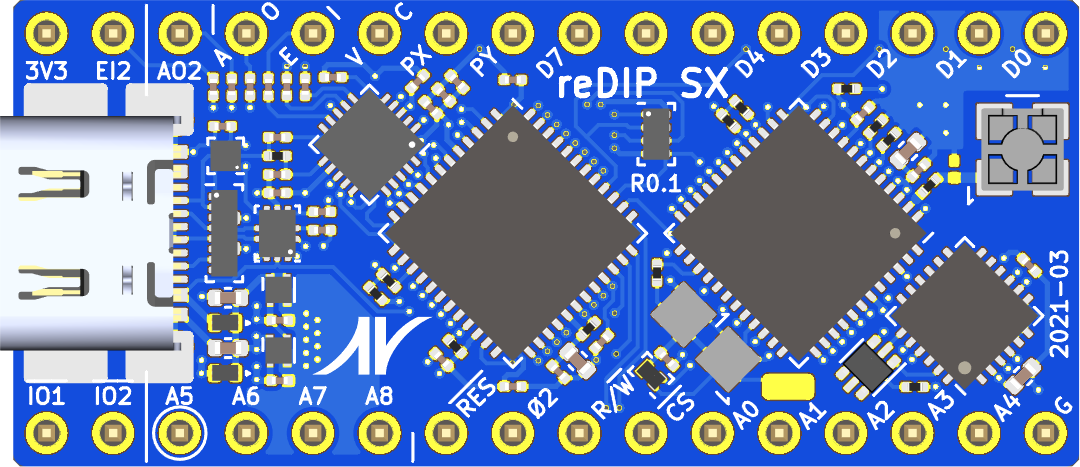 3V3 EI2 AO2 A O E I V C PX PY D7 D4 D3 D2 D1 D0
reDIP SX
R0.1
2021-03
IO1 IO2 A5 A6 A7 A8 RES Ø2 R/W CS A0 A1 A2 A3 A4 G